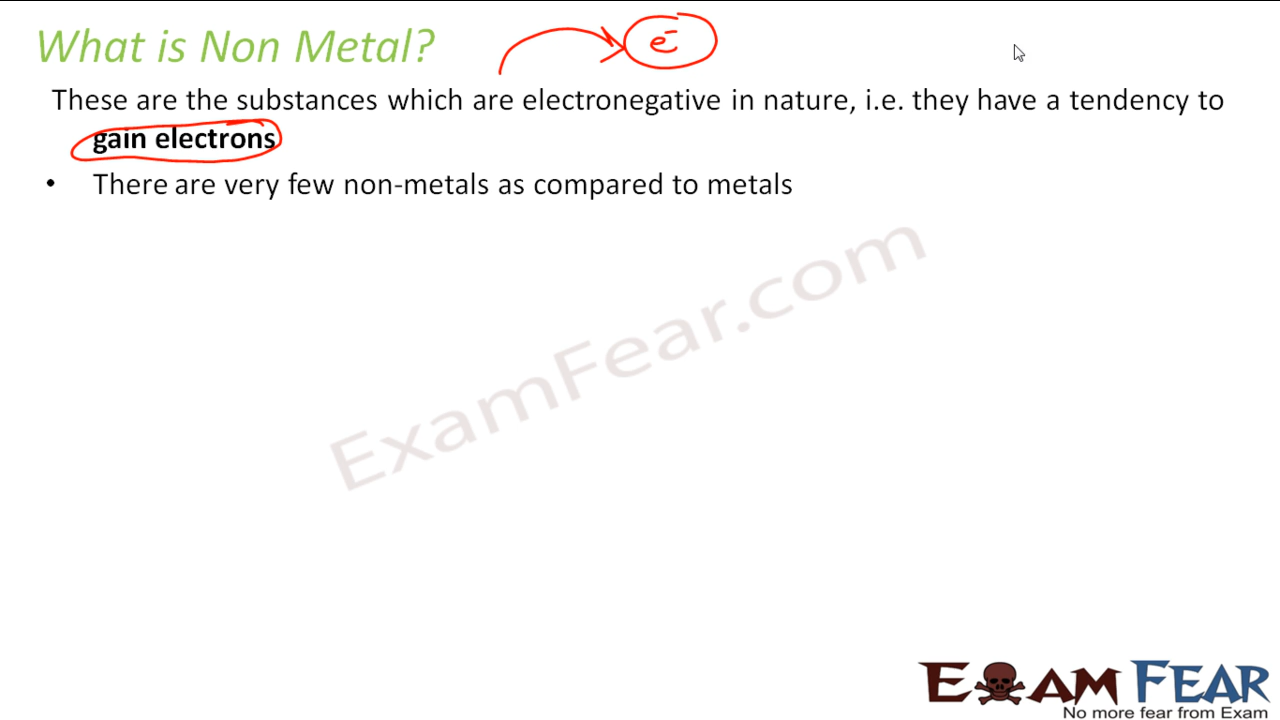 What is Non Metal?
e⁻
These are the substances which are electronegative in nature, i.e. they have a tendency to
gain electrons
• There are very few non-metals as compared to metals
ExamFear.com
EXAM FEAR
No more fear from Exam